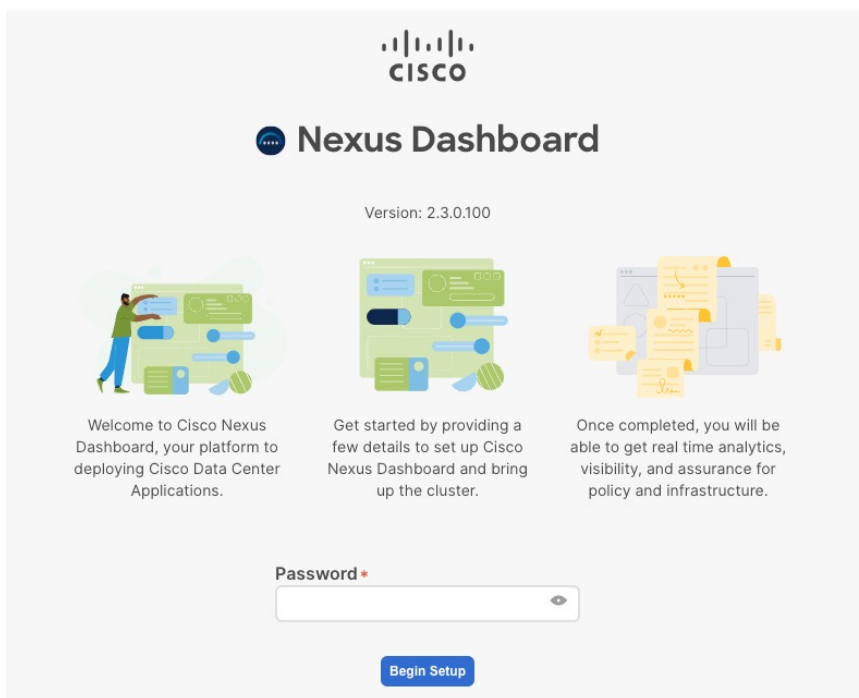 CISCO
Nexus Dashboard
Version: 2.3.0.100
Welcome to Cisco Nexus
Dashboard, your platform to
deploying Cisco Data Center
Applications.
Get started by providing a
few details to set up Cisco
Nexus Dashboard and bring
up the cluster.
Once completed, you will be
able to get real time analytics,
visibility, and assurance for
policy and infrastructure.
Password *
Begin Setup